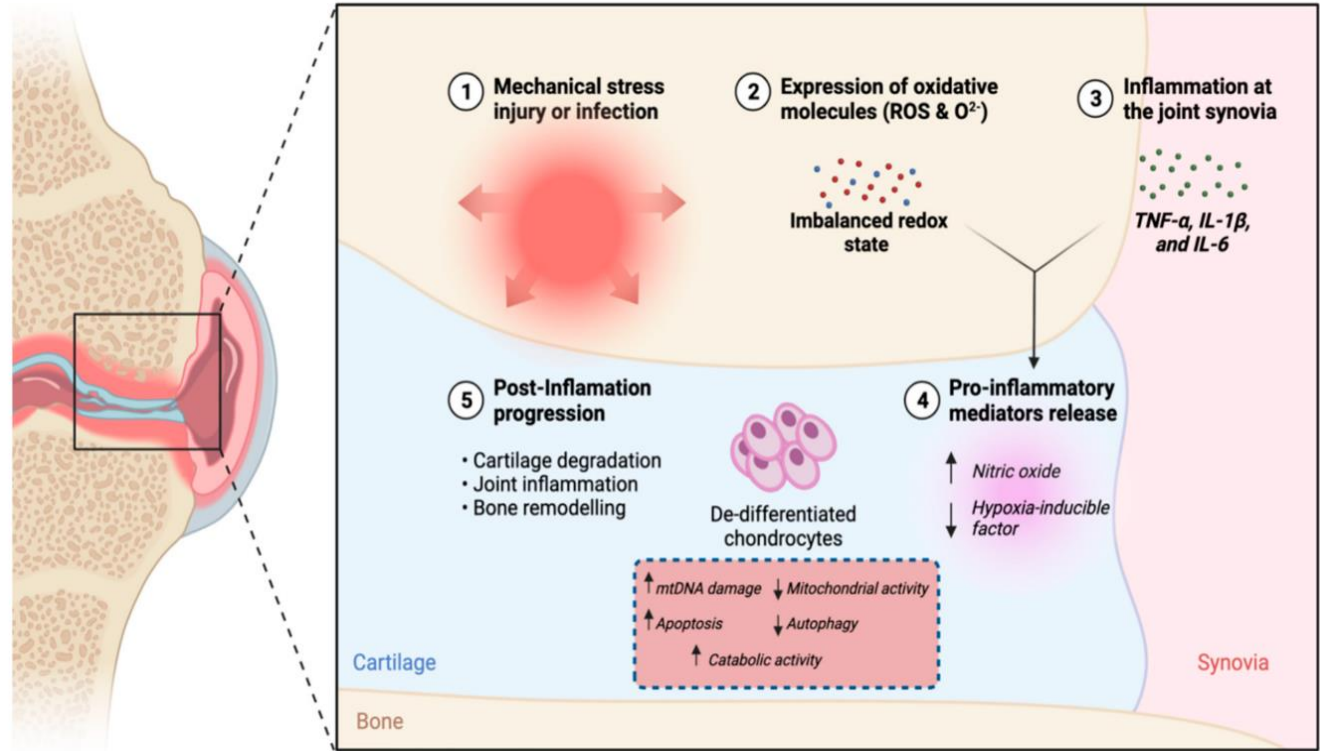 1 Mechanical stress
injury or infection
2 Expression of oxidative
molecules (ROS & O²⁻)
Imbalanced redox
state
3 Inflammation at
the joint synovia
TNF-α, IL-1β,
and IL-6
4 Pro-inflammatory
mediators release
↑ Nitric oxide
↓ Hypoxia-inducible
factor
5 Post-Inflamation
progression
• Cartilage degradation
• Joint inflammation
• Bone remodelling
De-differentiated
chondrocytes
↑ mtDNA damage ↓ Mitochondrial activity
↑ Apoptosis ↓ Autophagy
↑ Catabolic activity
Cartilage
Synovia
Bone